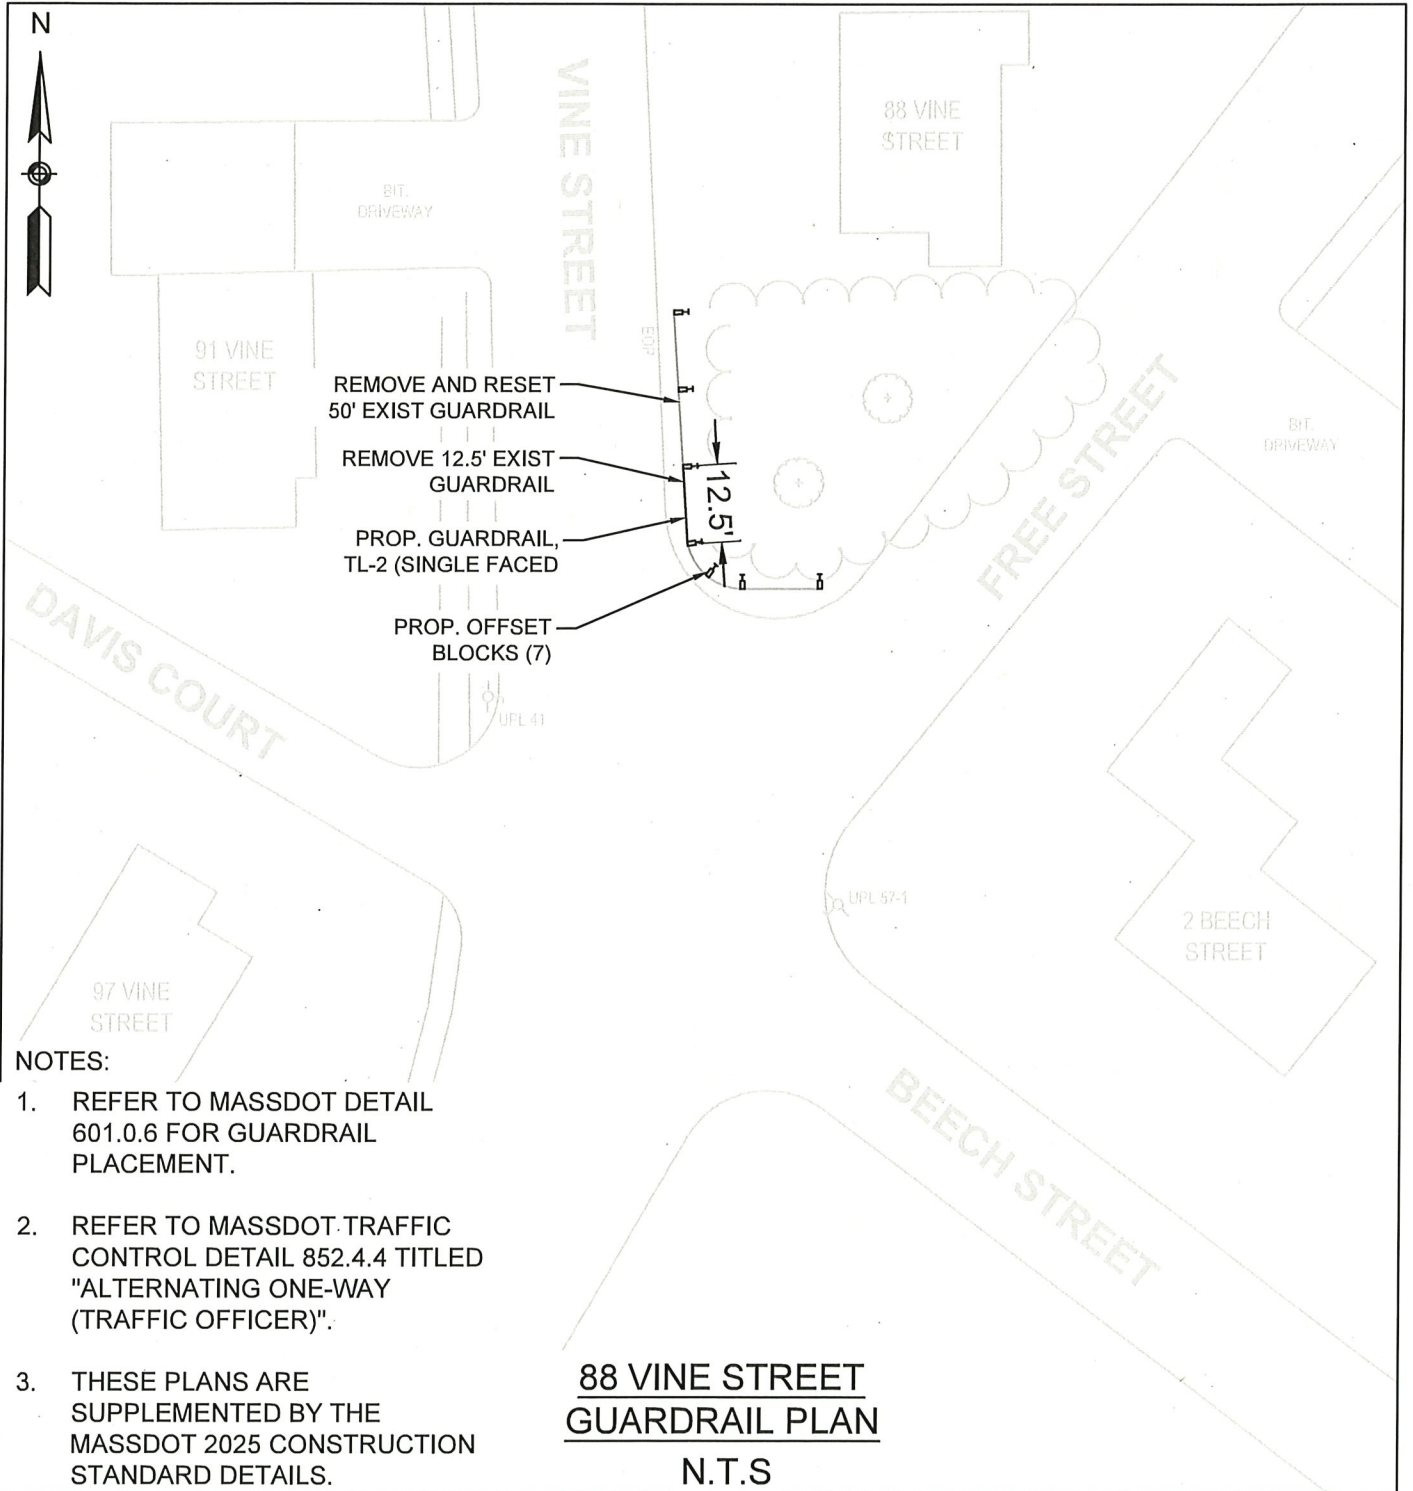 N
VINE STREET
88 VINE
STREET
BIT.
DRIVEWAY
91 VINE
STREET
EOP
REMOVE AND RESET
50' EXIST GUARDRAIL
REMOVE 12.5' EXIST
GUARDRAIL
12.5'
PROP. GUARDRAIL,
TL-2 (SINGLE FACED
PROP. OFFSET
BLOCKS (7)
FREE STREET
BIT.
DRIVEWAY
DAVIS COURT
UPL 41
UPL 57-1
2 BEECH
STREET
97 VINE
STREET
BEECH STREET
NOTES:
1. REFER TO MASSDOT DETAIL
601.0.6 FOR GUARDRAIL
PLACEMENT.
2. REFER TO MASSDOT TRAFFIC
CONTROL DETAIL 852.4.4 TITLED
"ALTERNATING ONE-WAY
(TRAFFIC OFFICER)".
3. THESE PLANS ARE
SUPPLEMENTED BY THE
MASSDOT 2025 CONSTRUCTION
STANDARD DETAILS.
88 VINE STREET
GUARDRAIL PLAN
N.T.S